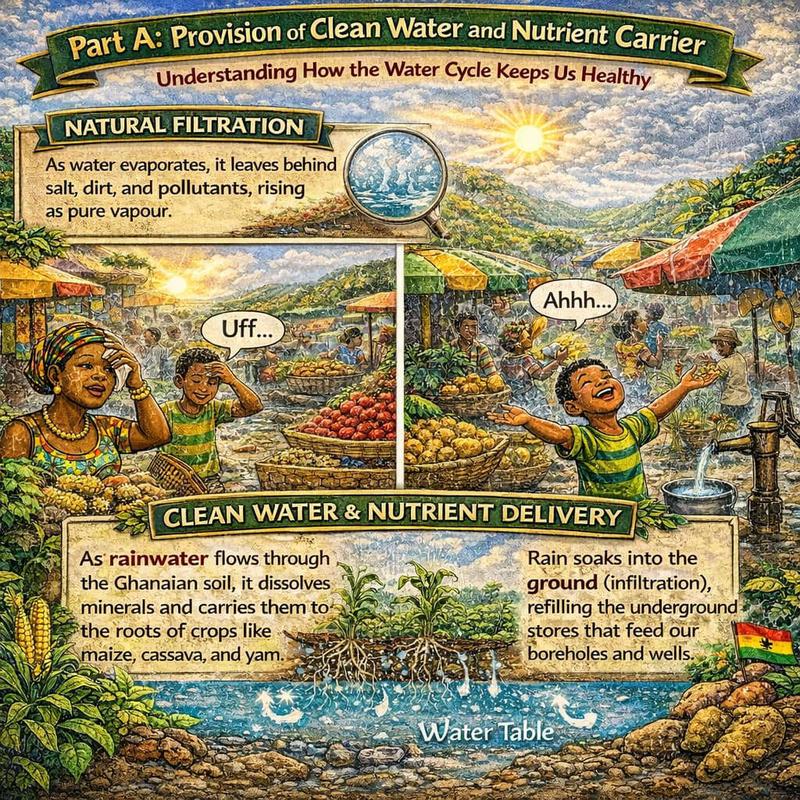 Part A: Provision of Clean Water and Nutrient Carrier
Understanding How the Water Cycle Keeps Us Healthy
NATURAL FILTRATION
As water evaporates, it leaves behind
salt, dirt, and pollutants, rising
as pure vapour.
Uff...
Ahhh...
CLEAN WATER & NUTRIENT DELIVERY
As rainwater flows through
the Ghanaian soil, it dissolves
minerals and carries them to
the roots of crops like
maize, cassava, and yam.
Rain soaks into the
ground (infiltration),
refilling the underground
stores that feed our
boreholes and wells.
Water Table